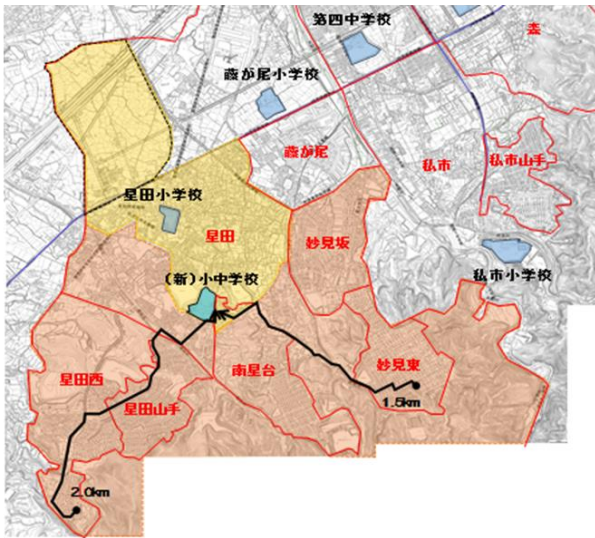 第四中学校
藤が尾小学校
藤が尾
私市
私市山手
星田小学校
星田
妙見坂
(新)小中学校
私市小学校
星田西
星田山手
南星台
妙見東
1.5km
2.0km